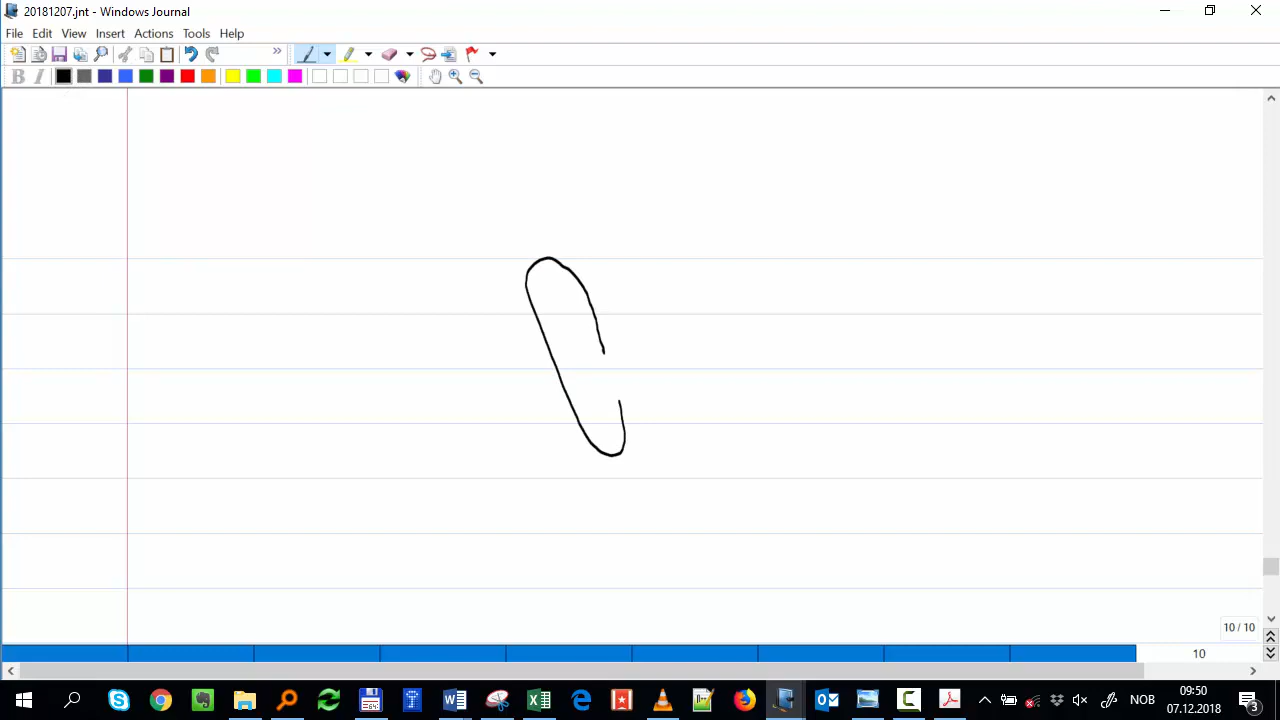 20181207.jnt - Windows Journal
File Edit View Insert Actions Tools Help
B I
10 / 10
10
NOB
09:50
07.12.2018
3